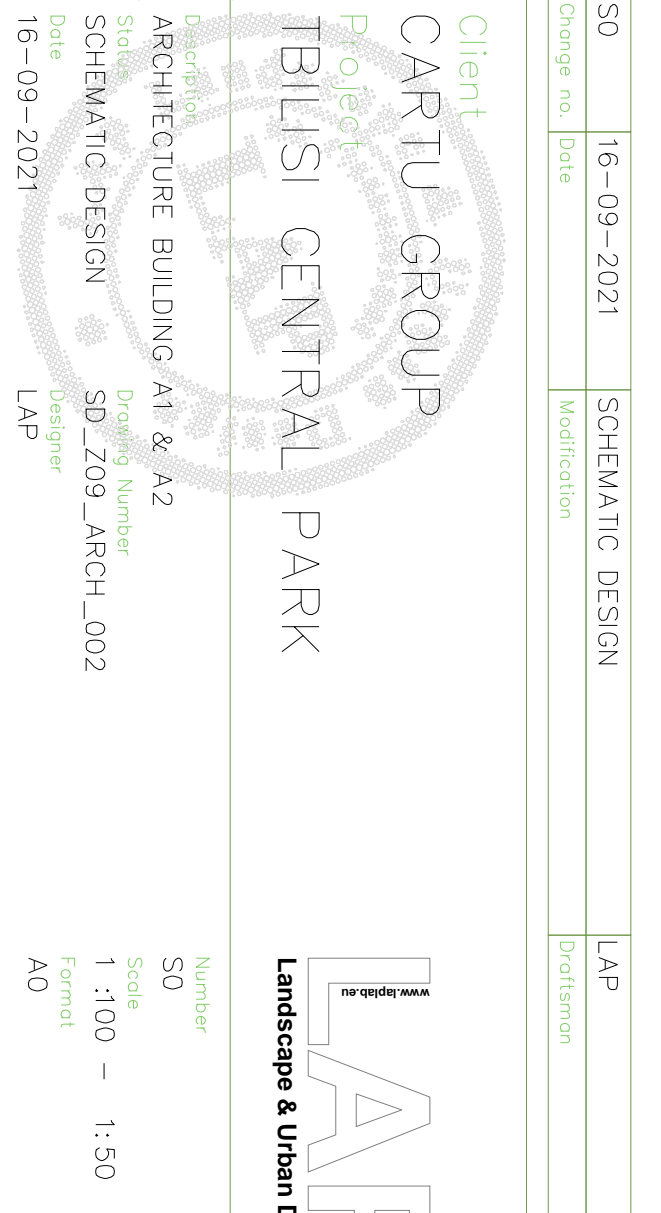 S0 16-09-2021 SCHEMATIC DESIGN LAP
Change no. Date Modification Draftsman
Client
CARTU GROUP
Project
TBILISI CENTRAL PARK
www.laplab.eu
Landscape & Urban
Description
ARCHITECTURE BUILDING A1 & A2
Number
S0
Status
SCHEMATIC DESIGN
Drawing Number
SD_Z09_ARCH_002
Scale
1 :100 - 1:50
Date
16-09-2021
Designer
LAP
Format
A0